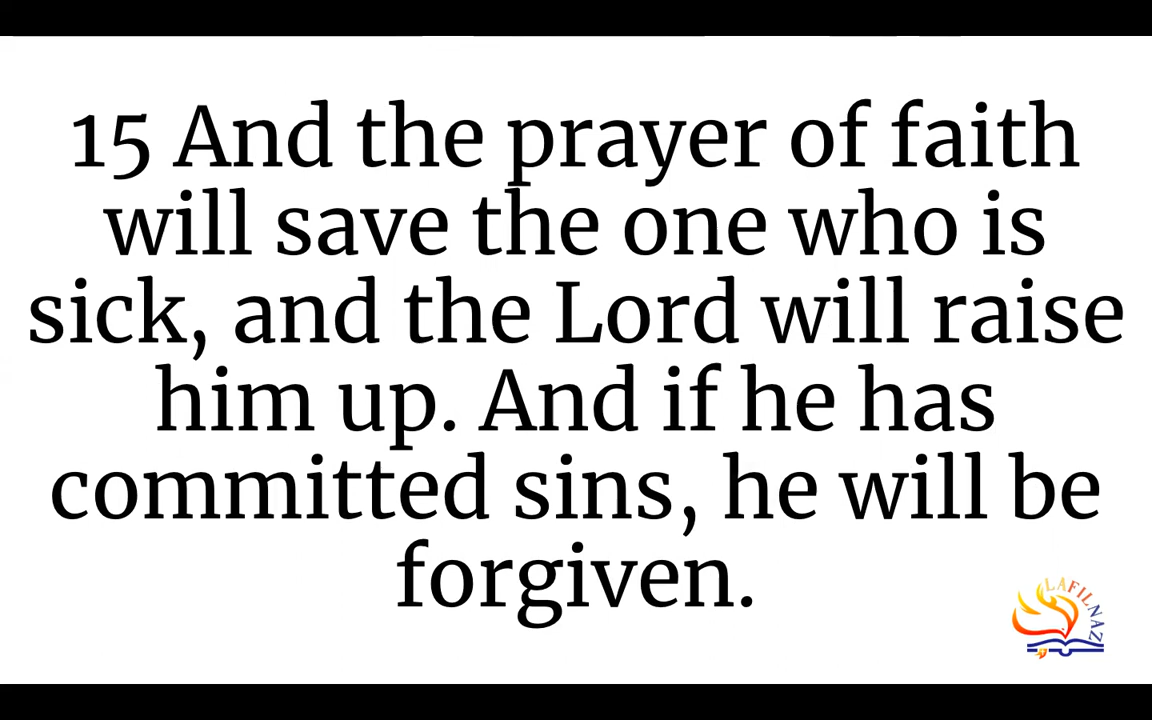 15 And the prayer of faith
will save the one who is
sick, and the Lord will raise
him up. And if he has
committed sins, he will be
forgiven.
LAFILNAZ